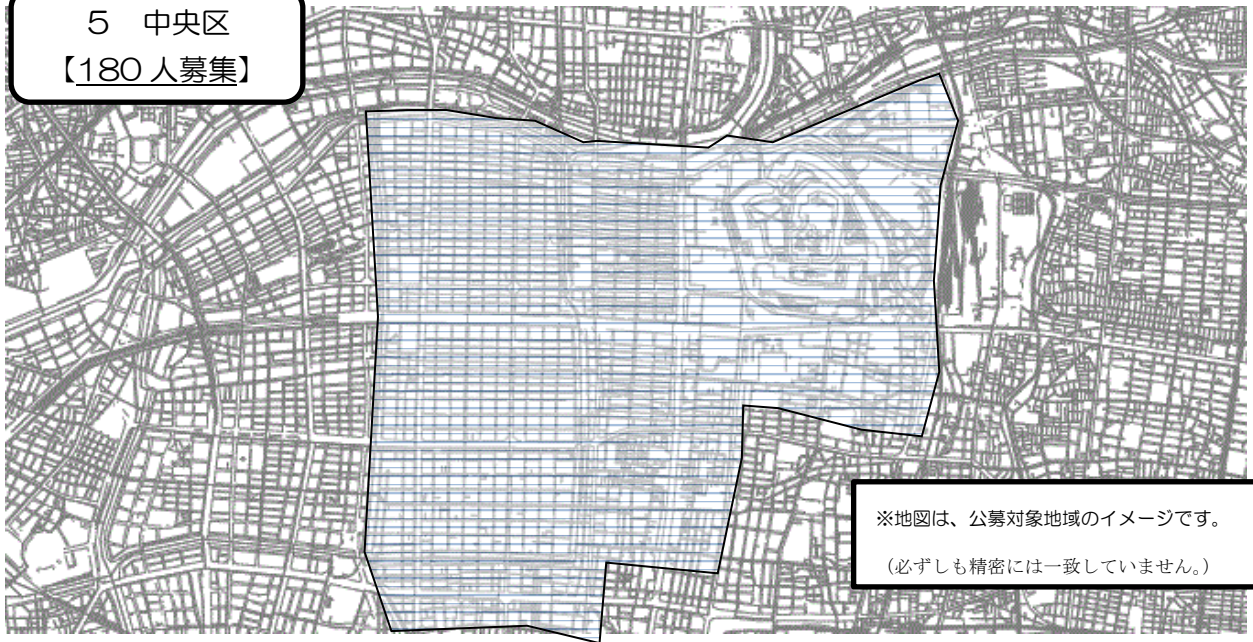 5 中央区
【180人募集】
※地図は、公募対象地域のイメージです。
（必ずしも精密には一致していません。）